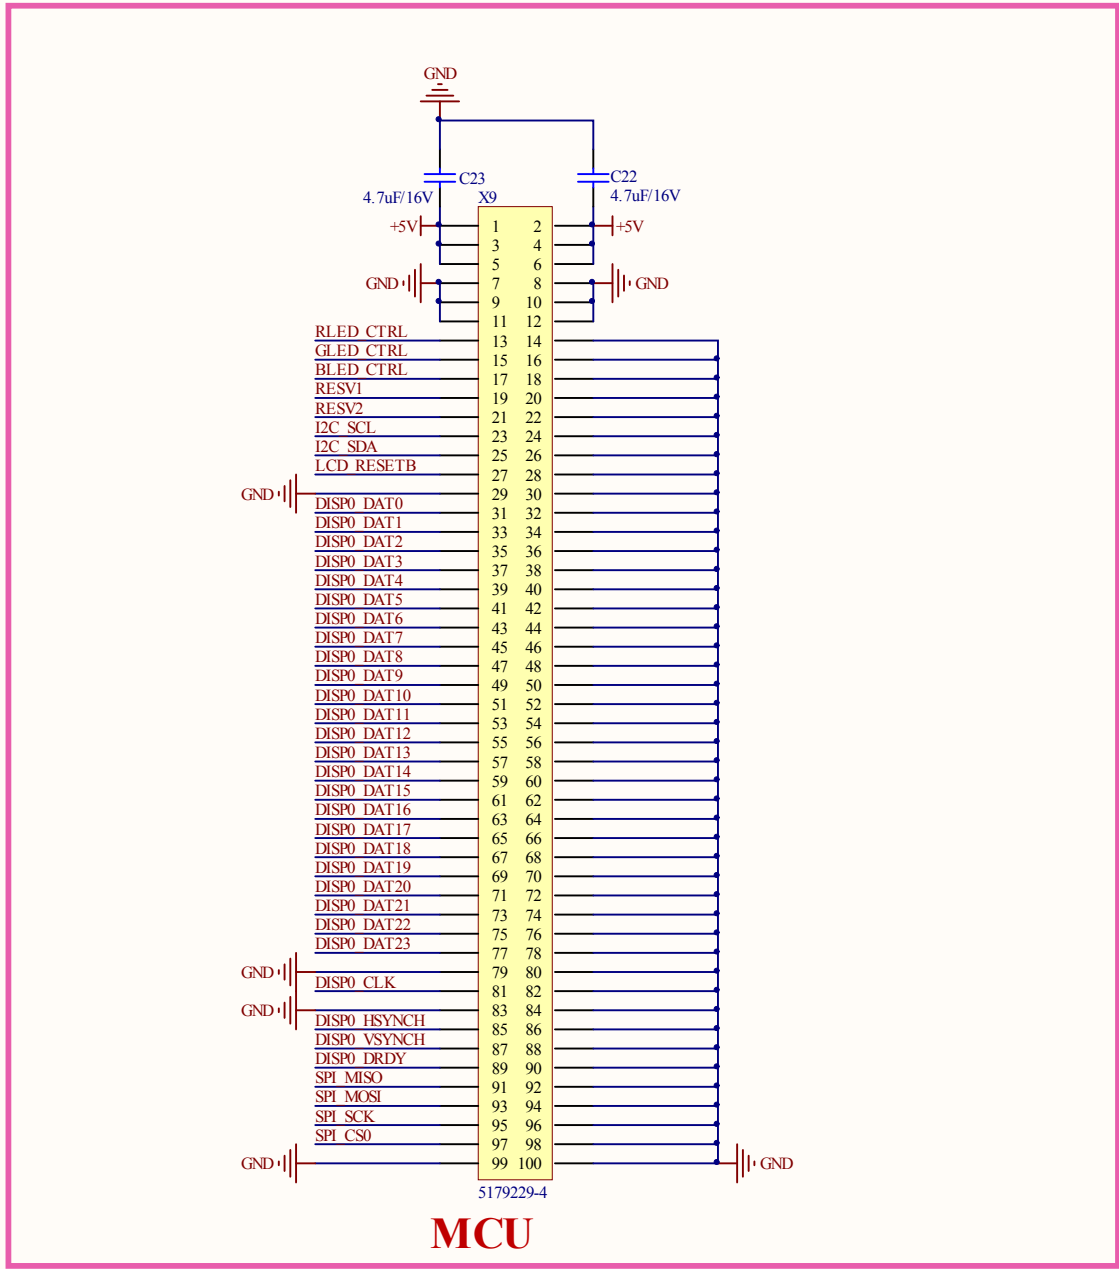 GND
C23
C22
4.7uF/16V
X9
4.7uF/16V
+5V 1 2 +5V
3 4
5 6
GND 7 8 GND
9 10
11 12
RLED_CTRL 13 14
GLED_CTRL 15 16
BLED_CTRL 17 18
RESV1 19 20
RESV2 21 22
I2C_SCL 23 24
I2C_SDA 25 26
LCD_RESETB 27 28
GND 29 30
DISP0_DAT0 31 32
DISP0_DAT1 33 34
DISP0_DAT2 35 36
DISP0_DAT3 37 38
DISP0_DAT4 39 40
DISP0_DAT5 41 42
DISP0_DAT6 43 44
DISP0_DAT7 45 46
DISP0_DAT8 47 48
DISP0_DAT9 49 50
DISP0_DAT10 51 52
DISP0_DAT11 53 54
DISP0_DAT12 55 56
DISP0_DAT13 57 58
DISP0_DAT14 59 60
DISP0_DAT15 61 62
DISP0_DAT16 63 64
DISP0_DAT17 65 66
DISP0_DAT18 67 68
DISP0_DAT19 69 70
DISP0_DAT20 71 72
DISP0_DAT21 73 74
DISP0_DAT22 75 76
DISP0_DAT23 77 78
GND 79 80
DISP0_CLK 81 82
GND 83 84
DISP0_HSYNCH 85 86
DISP0_VSYNCH 87 88
DISP0_DRDY 89 90
SPI_MISO 91 92
SPI_MOSI 93 94
SPI_SCK 95 96
SPI_CS0 97 98
GND 99 100 GND
5179229-4
MCU